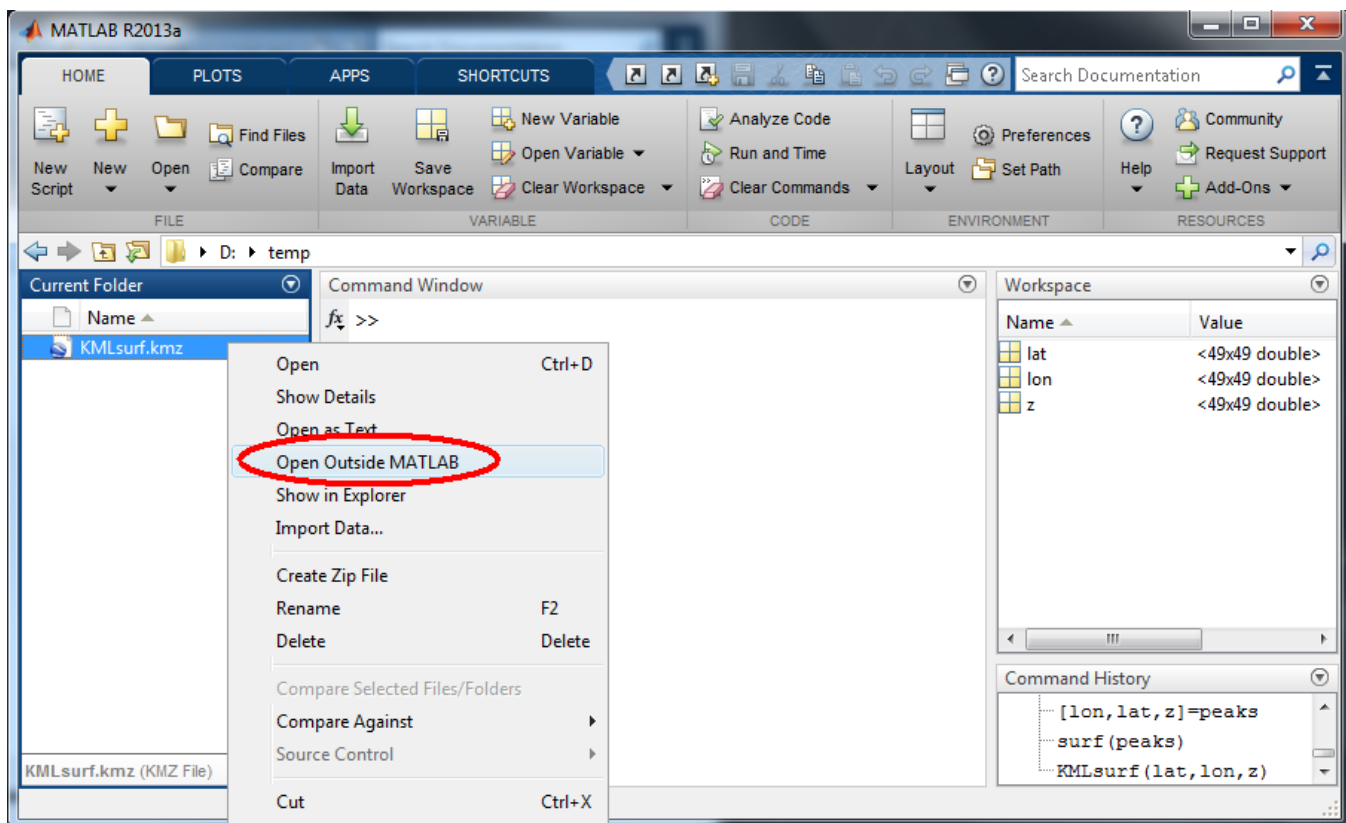 MATLAB R2013a
HOME PLOTS APPS SHORTCUTS Search Documentation
New Script
New
Open
Find Files
Compare
FILE
Import Data
Save Workspace
New Variable
Open Variable
Clear Workspace
VARIABLE
Analyze Code
Run and Time
Clear Commands
CODE
Layout
Preferences
Set Path
ENVIRONMENT
Help
Community
Request Support
Add-Ons
RESOURCES
D: temp
Current Folder
Name
KMLsurf.kmz
KMLsurf.kmz (KMZ File)
Command Window
fx >>
Open Ctrl+D
Show Details
Open as Text
Open Outside MATLAB
Show in Explorer
Import Data...
Create Zip File
Rename F2
Delete Delete
Compare Selected Files/Folders
Compare Against
Source Control
Cut Ctrl+X
Workspace
Name Value
lat <49x49 double>
lon <49x49 double>
z <49x49 double>
Command History
[lon,lat,z]=peaks
surf(peaks)
KMLsurf(lat,lon,z)